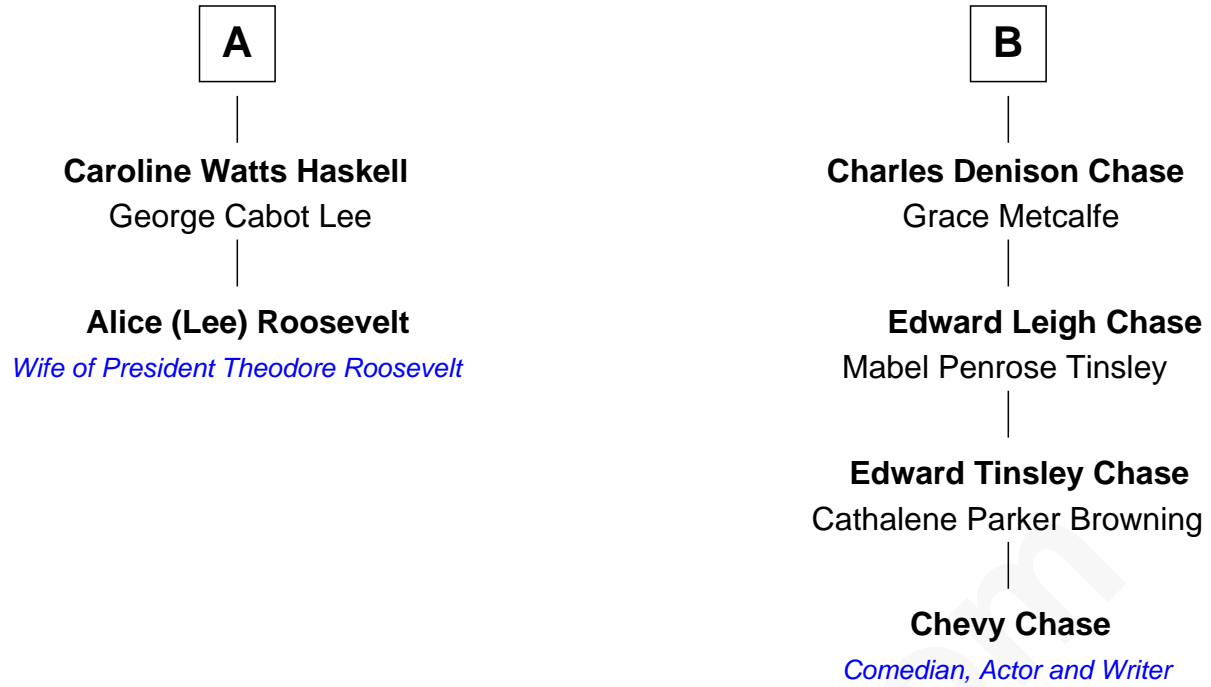 A
Caroline Watts Haskell
George Cabot Lee
Alice (Lee) Roosevelt
Wife of President Theodore Roosevelt
B
Charles Denison Chase
Grace Metcalfe
Edward Leigh Chase
Mabel Penrose Tinsley
Edward Tinsley Chase
Cathalene Parker Browning
Chevy Chase
Comedian, Actor and Writer